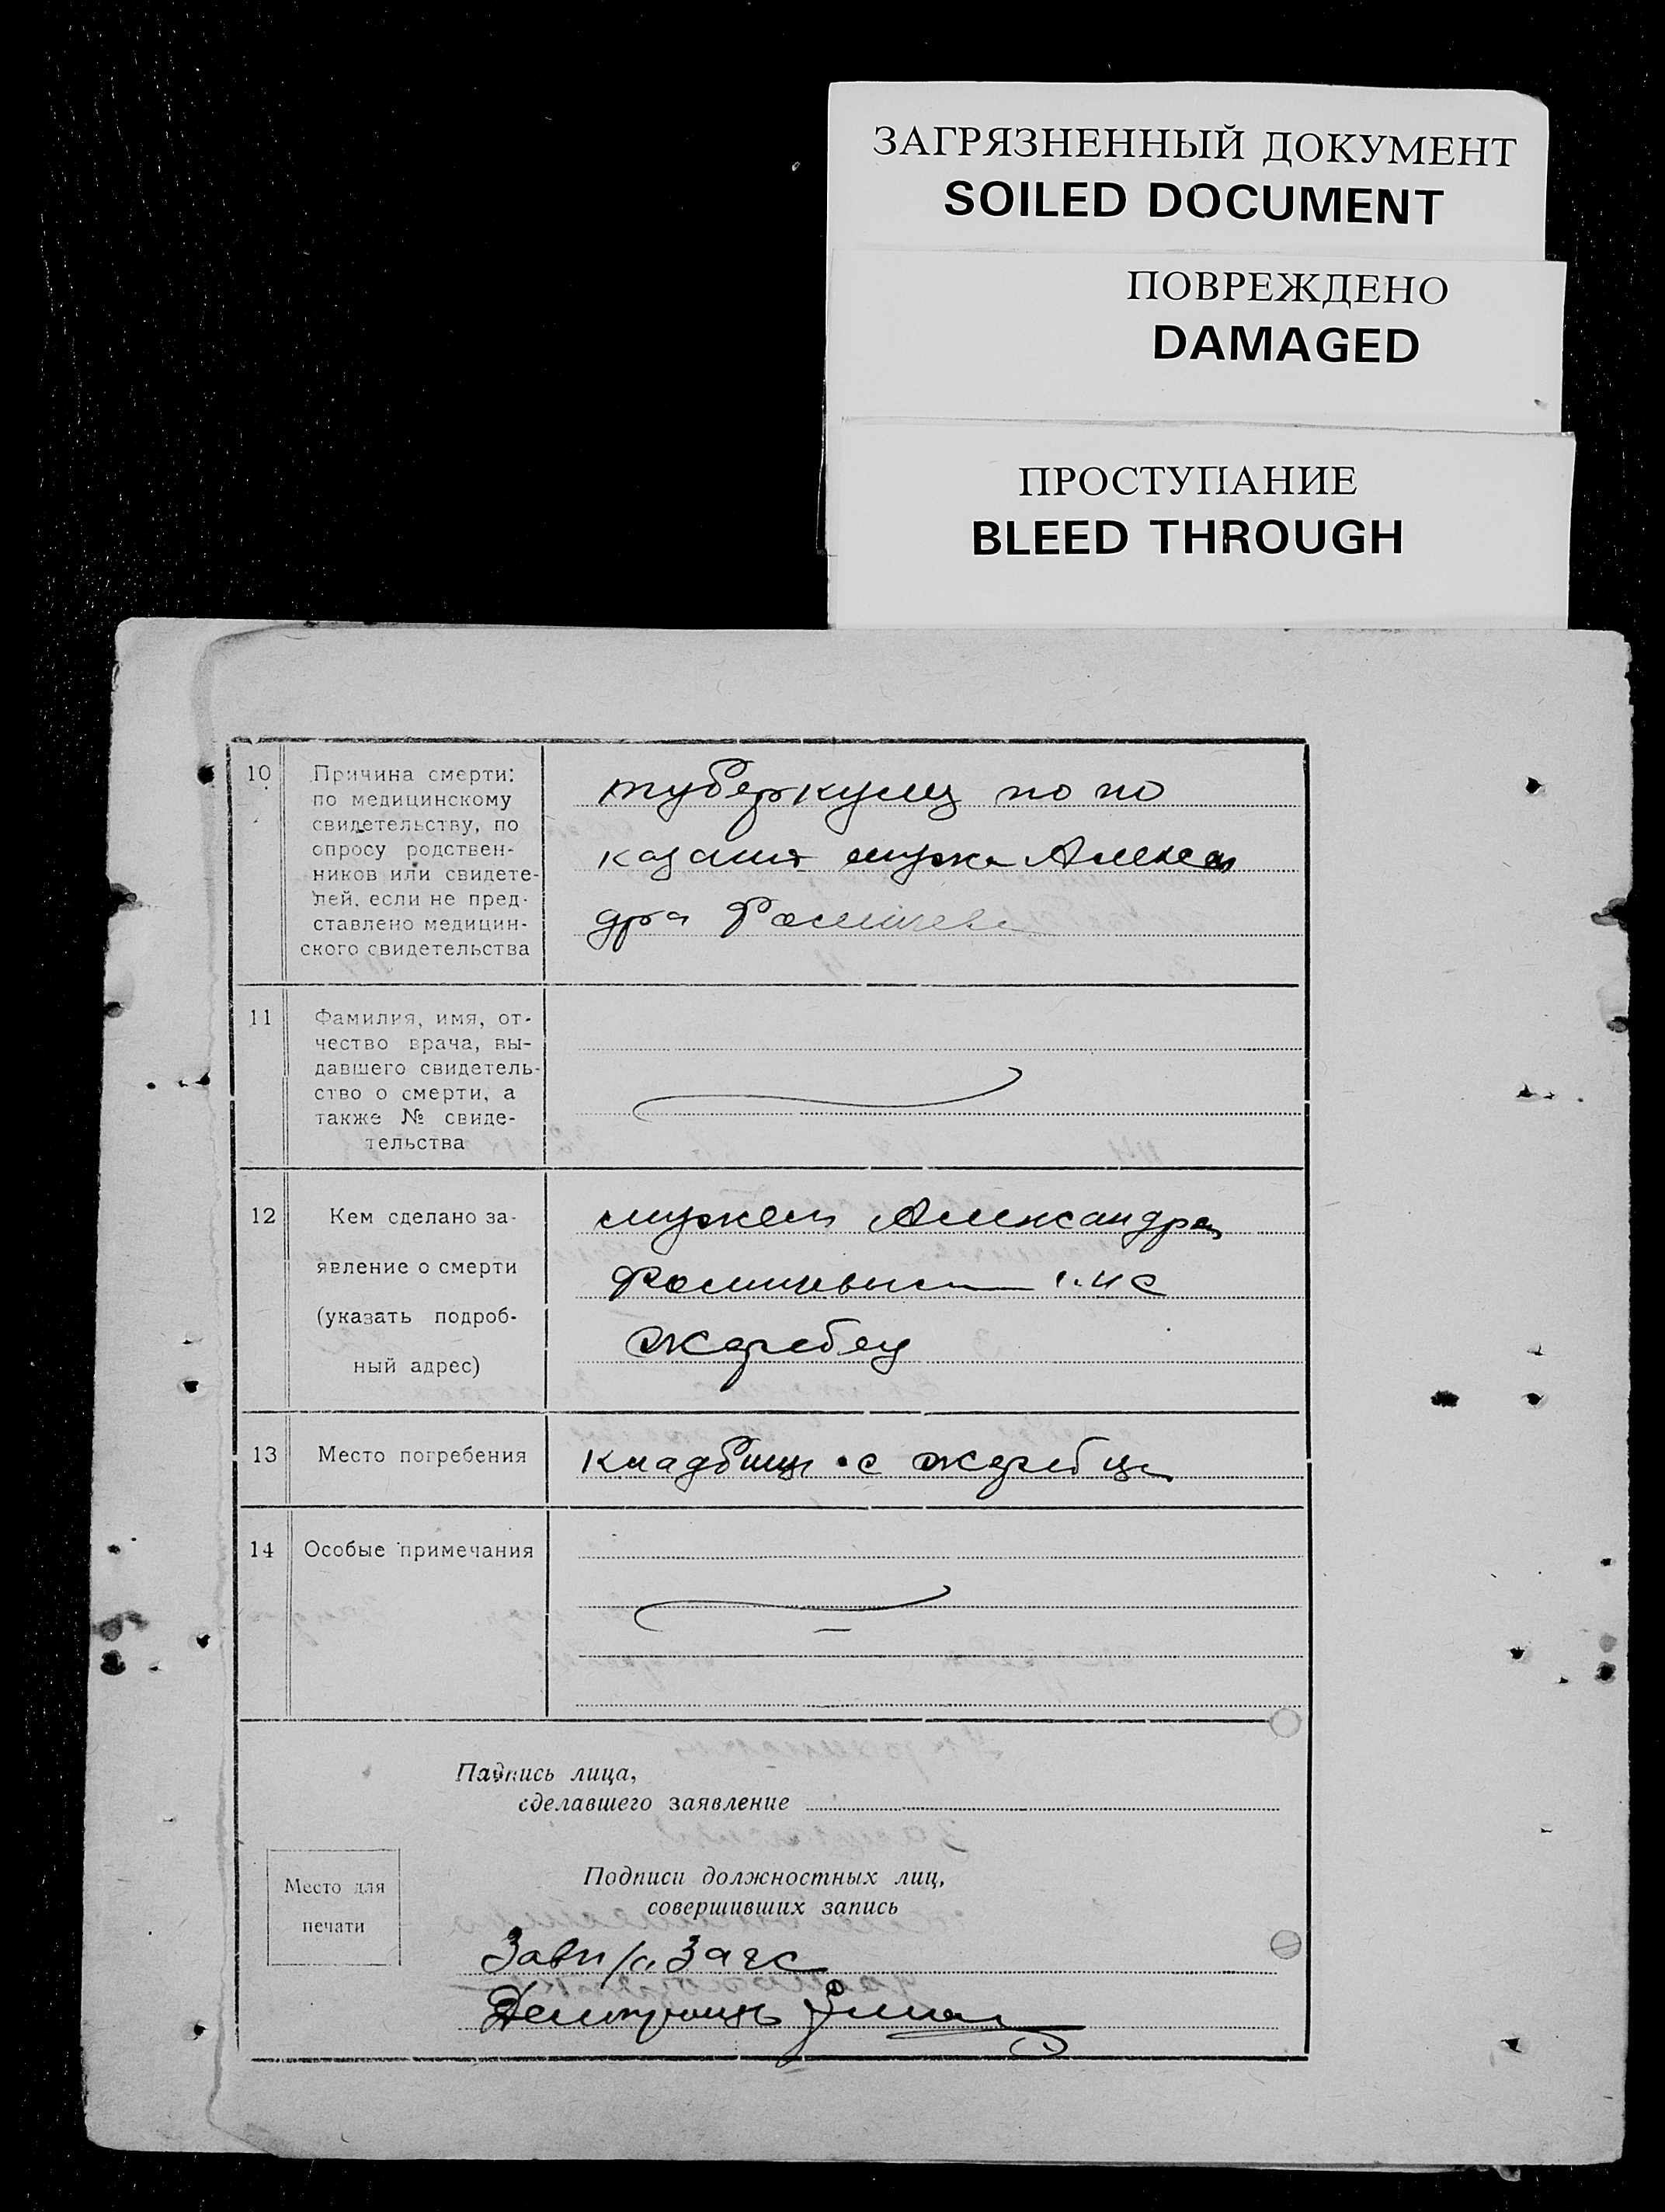 ЗАГРЯЗНЕННЫЙ ДОКУМЕНТ
SOILED DOCUMENT
ПОВРЕЖДЕНО
DAMAGED
ПРОСТУПАНИЕ
BLEED THROUGH
10
Причина смерти:
по медицинскому
свидетельству, по
опросу родствен-
ников или свидете-
лей, если не пред-
ставлено медицин-
ского свидетельства
туберкулез по по
мужа Алексан
дра
11
Фамилия, имя, от-
чество врача, вы-
давшего свидетель-
ство о смерти, а
также № свиде-
тельства
12
Кем сделано за-
явление о смерти
(указать подроб-
ный адрес)
мужем Александра
13
Место погребения
14
Особые примечания
Подпись лица,
сделавшего заявление
Место для
печати
Подписи должностных лиц,
совершивших запись
Загс